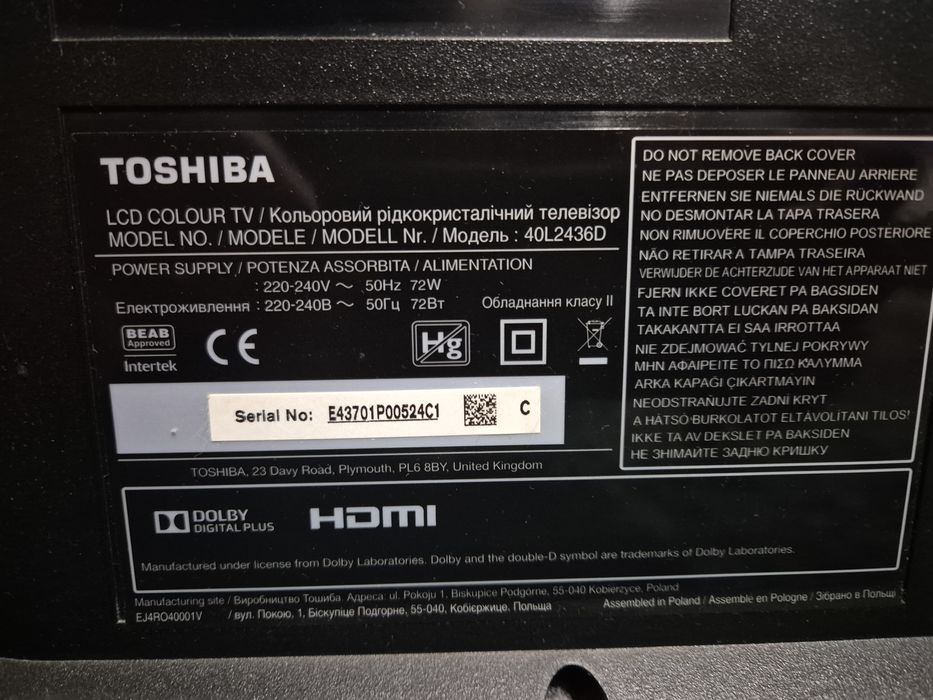 TOSHIBA
LCD COLOUR TV / Кольоровий рідкокристалічний телевізор
MODEL NO. / MODELE / MODELL Nr. / Модель : 40L2436D
POWER SUPPLY / POTENZA ASSORBITA / ALIMENTATION
: 220-240V ~ 50Hz 72W
Електроживлення : 220-240В ~ 50Гц 72Вт
Обладнання класу II
BEAB
Approved
Intertek
CE
Hg
Serial No: E43701P00524C1
C
TOSHIBA, 23 Davy Road, Plymouth, PL6 8BY, United Kingdom
DO NOT REMOVE BACK COVER
NE PAS DEPOSER LE PANNEAU ARRIERE
ENTFERNEN SIE NIEMALS DIE RÜCKWAND
NO DESMONTAR LA TAPA TRASERA
NON RIMUOVERE IL COPERCHIO POSTERIORE
NÃO RETIRAR A TAMPA TRASEIRA
VERWIJDER DE ACHTERZIJDE VAN HET APPARAAT NIET
FJERN IKKE COVERET PA BAGSIDEN
TA INTE BORT LUCKAN PA BAKSIDAN
TAKAKANTTA EI SAA IRROTTAA
NIE ZDEJMOWAĆ TYLNEJ POKRYWY
ΜΗΝ ΑΦΑΙΡΕΙΤΕ ΤΟ ΠΙΣΩ ΚΑΛΥΜΜΑ
ARKA KAPAĞI ÇIKARTMAYIN
NEODSTRAŇUJTE ZADNÍ KRYT
A HÁTSÓ BURKOLATOT ELTÁVOLÍTANI TILOS!
IKKE TA AV DEKSLET PA BAKSIDEN
НЕ ЗНІМАЙТЕ ЗАДНЮ КРИШКУ
DOLBY
DIGITAL PLUS
HDMI
Manufactured under license from Dolby Laboratories. Dolby and the double-D symbol are trademarks of Dolby Laboratories.
Manufacturing site / Виробництво Тошиба. Адреса: ul. Pokoju 1, Biskupice Podgórne, 55-040 Kobierzyce, Poland
EJ4RO40001V / вул. Покою, 1, Біскупіце Подгорне, 55-040, Кобієржице. Польща
Assembled in Poland / Assemblé en Pologne / Зібрано в Польщі